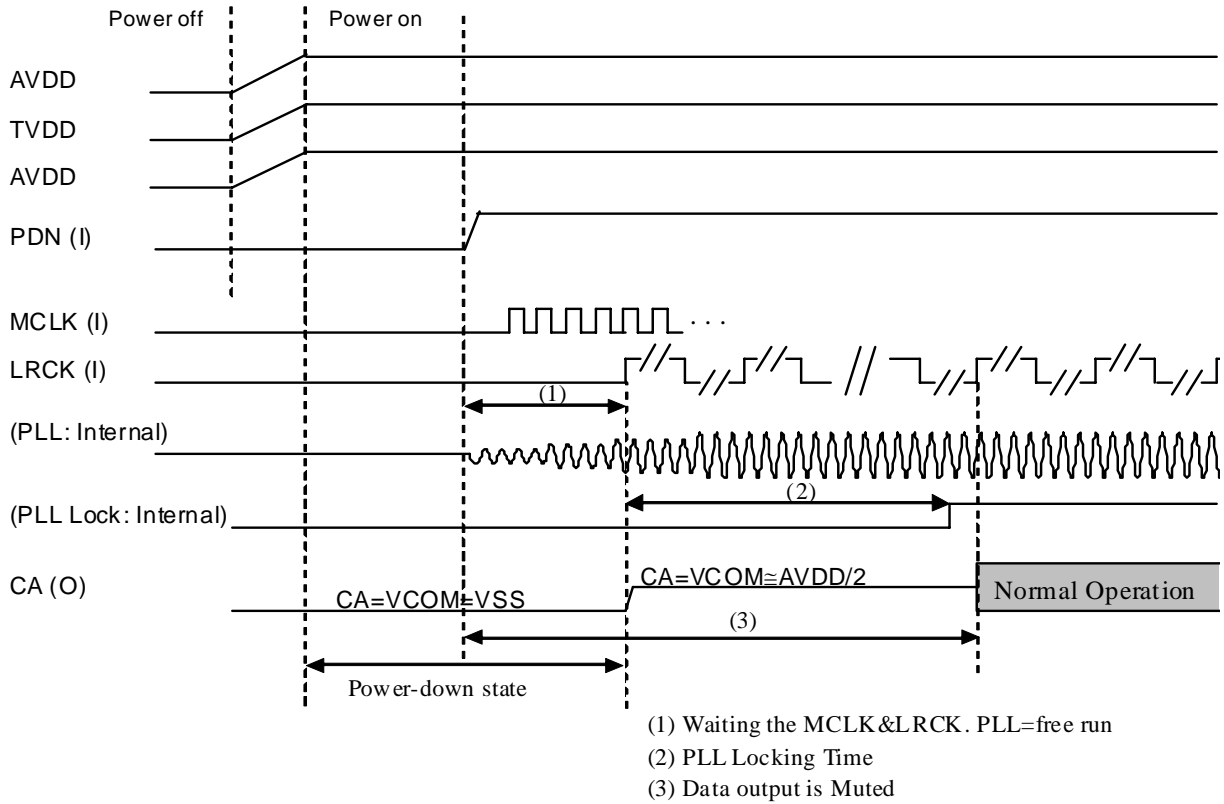 Power off
Power on
AVDD
TVDD
AVDD
PDN (I)
MCLK (I)
. . .
LRCK (I)
(1)
(PLL: Internal)
(2)
(PLL Lock: Internal)
CA (O)
CA=VCOM=VSS
CA=VCOM≅AVDD/2
Normal Operation
(3)
Power-down state
(1) Waiting the MCLK&LRCK. PLL=free run
(2) PLL Locking Time
(3) Data output is Muted